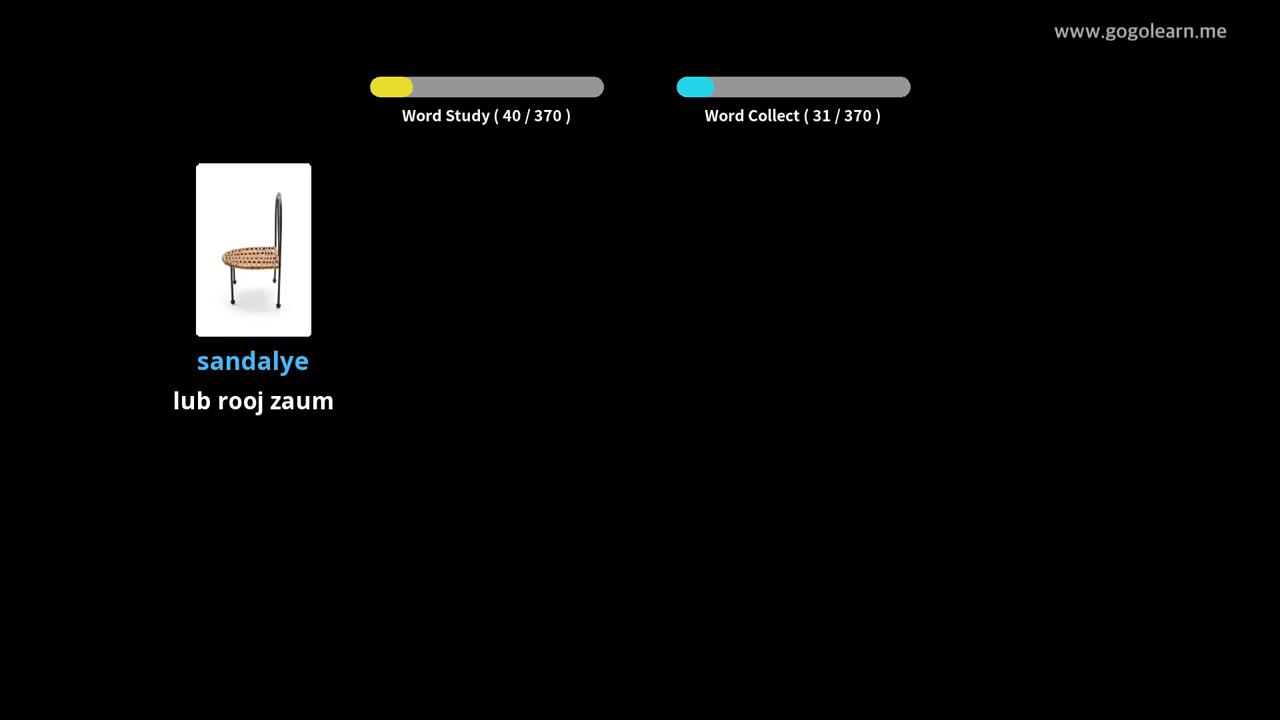 www.gogolearn.me
Word Study ( 40 / 370 )
Word Collect ( 31 / 370 )
sandalye
lub rooj zaum